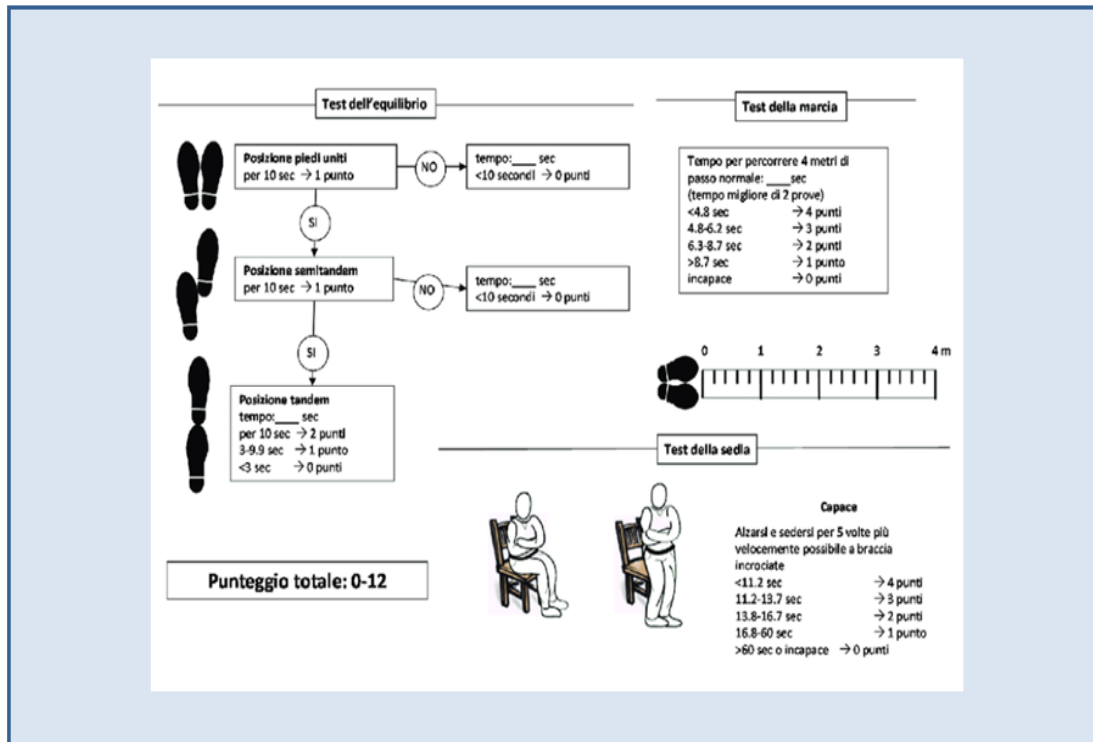 Test dell'equilibrio
Posizione piedi uniti
per 10 sec → 1 punto
NO
tempo:____ sec
<10 secondi → 0 punti
SI
Posizione semitandem
per 10 sec → 1 punto
NO
tempo:____ sec
<10 secondi → 0 punti
SI
Posizione tandem
tempo:____ sec
per 10 sec → 2 punti
3-9.9 sec → 1 punto
<3 sec → 0 punti
Test della marcia
Tempo per percorrere 4 metri di
passo normale: ____sec
(tempo migliore di 2 prove)
<4.8 sec → 4 punti
4.8-6.2 sec → 3 punti
6.3-8.7 sec → 2 punti
>8.7 sec → 1 punto
incapace → 0 punti
0 1 2 3 4 m
Test della sedia
Capace
Alzarsi e sedersi per 5 volte più
velocemente possibile a braccia
incrociate
<11.2 sec → 4 punti
11.2-13.7 sec → 3 punti
13.8-16.7 sec → 2 punti
16.8-60 sec → 1 punto
>60 sec o incapace → 0 punti
Punteggio totale: 0-12